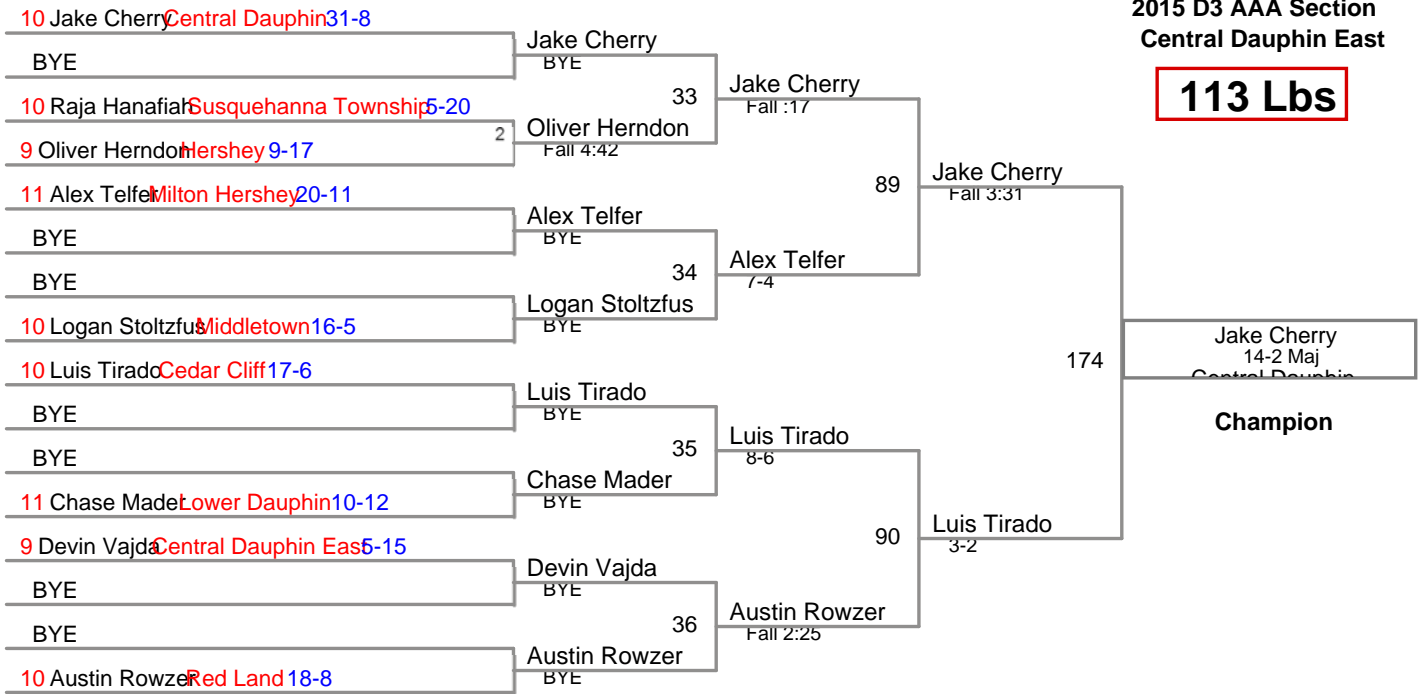 2015 D3 AAA Section
Central Dauphin East
113 Lbs
10 Jake Cherry Central Dauphin 31-8
BYE
10 Raja Hanafiah Susquehanna Township 5-20
9 Oliver Herndon Hershey 9-17
11 Alex Telfer Milton Hershey 20-11
BYE
BYE
10 Logan Stoltzfus Middletown 16-5
10 Luis Tirado Cedar Cliff 17-6
BYE
BYE
11 Chase Mader Lower Dauphin 10-12
9 Devin Vajda Central Dauphin East 5-15
BYE
BYE
10 Austin Rowzer Red Land 18-8
Jake Cherry
BYE
2
Oliver Herndon
Fall 4:42
Alex Telfer
BYE
Logan Stoltzfus
BYE
Luis Tirado
BYE
Chase Mader
BYE
Devin Vajda
BYE
Austin Rowzer
BYE
33
Jake Cherry
Fall :17
34
Alex Telfer
7-4
35
Luis Tirado
8-6
36
Austin Rowzer
Fall 2:25
89
Jake Cherry
Fall 3:31
90
Luis Tirado
3-2
174
Jake Cherry
14-2 Maj
Central Dauphin
Champion